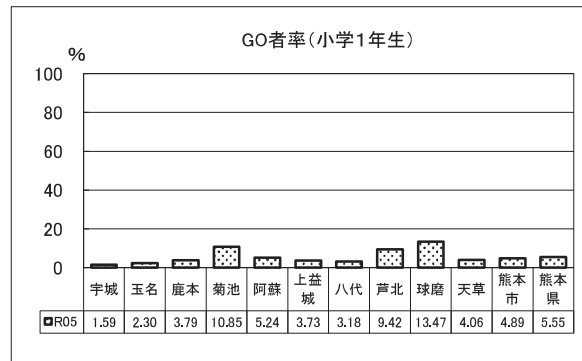 GO者率(小学1年生)
%
100
80
60
40
20
0
宇城 玉名 鹿本 菊池 阿蘇 上益城 八代 芦北 球磨 天草 熊本市 熊本県
R05 1.59 2.30 3.79 10.85 5.24 3.73 3.18 9.42 13.47 4.06 4.89 5.55